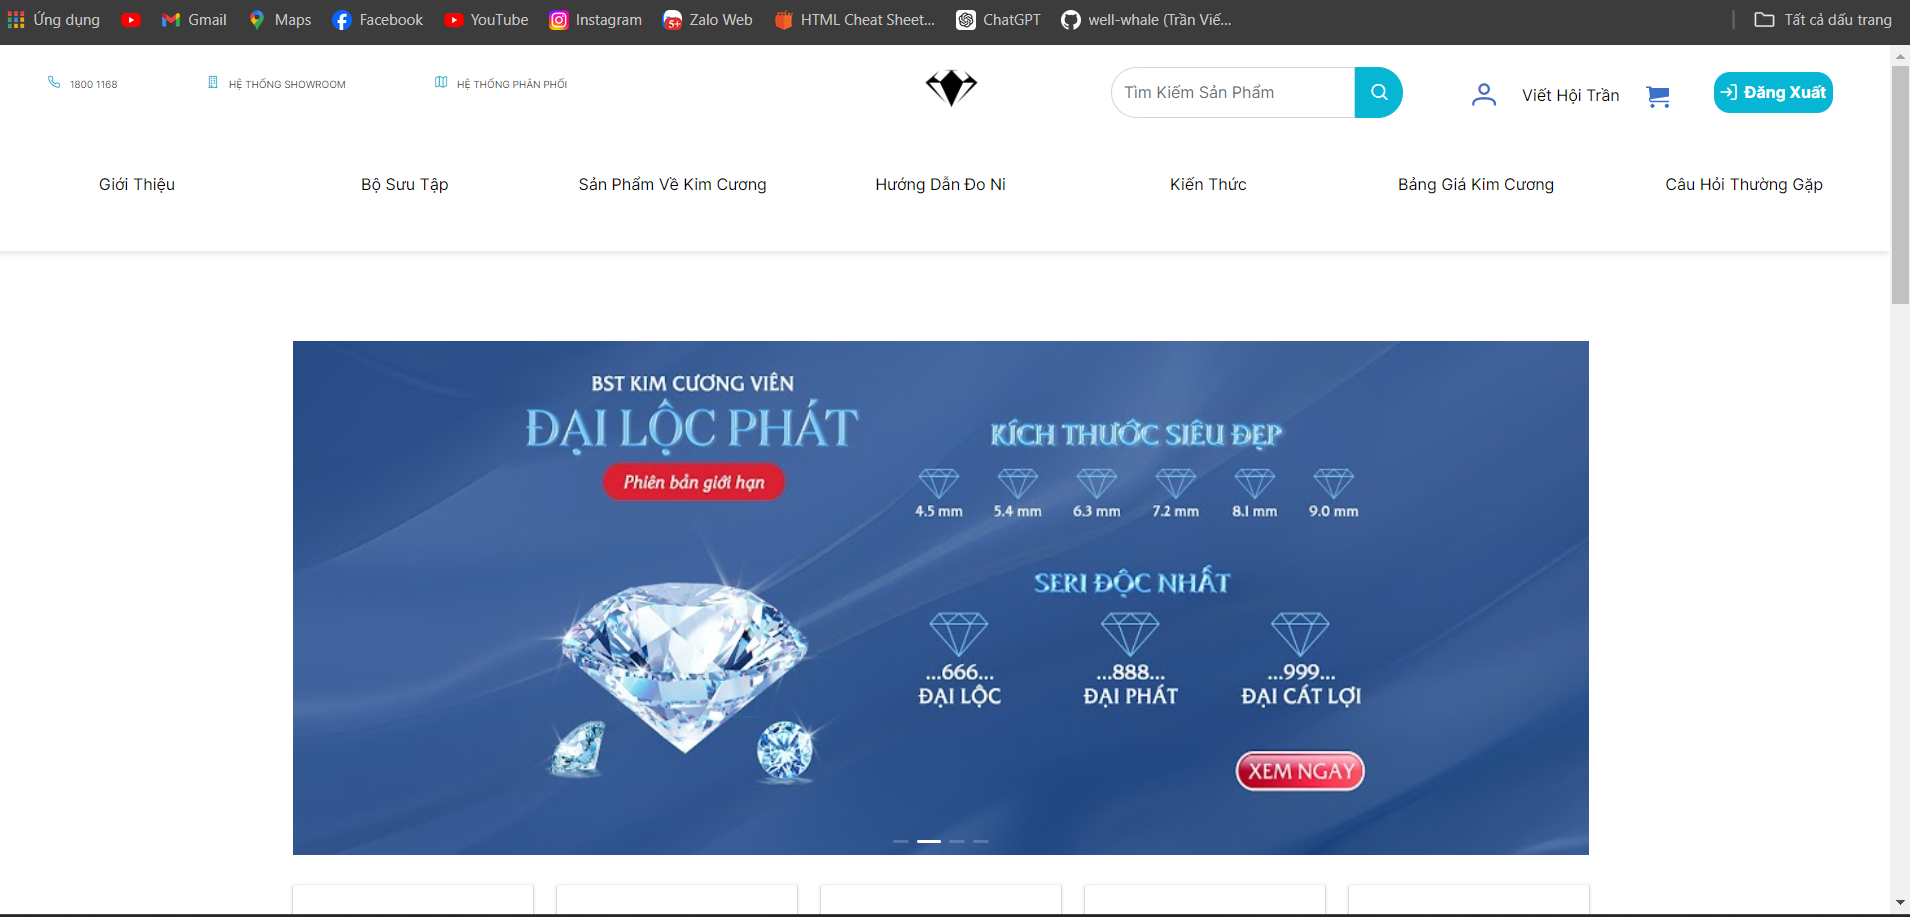 Ứng dụng Gmail Maps Facebook YouTube Instagram Zalo Web HTML Cheat Sheet... ChatGPT well-whale (Trần Viế... Tất cả dấu trang
1800 1168 HỆ THỐNG SHOWROOM HỆ THỐNG PHÂN PHỐI Tìm Kiếm Sản Phẩm Viết Hội Trần Đăng Xuất
Giới Thiệu Bộ Sưu Tập Sản Phẩm Về Kim Cương Hướng Dẫn Đo Ni Kiến Thức Bảng Giá Kim Cương Câu Hỏi Thường Gặp
BST KIM CƯƠNG VIÊN
ĐẠI LỘC PHÁT
Phiên bản giới hạn
KÍCH THƯỚC SIÊU ĐẸP
4.5 mm 5.4 mm 6.3 mm 7.2 mm 8.1 mm 9.0 mm
SERI ĐỘC NHẤT
...666... ...888... ...999...
ĐẠI LỘC ĐẠI PHÁT ĐẠI CÁT LỢI
XEM NGAY